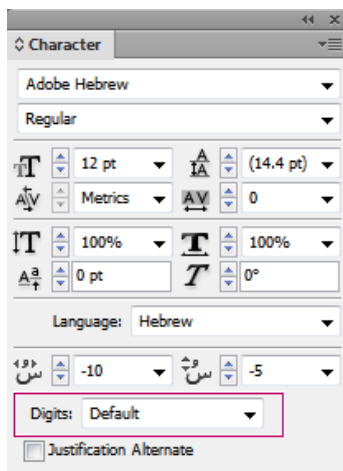 Character
Adobe Hebrew
Regular
12 pt (14.4 pt)
Metrics 0
100% 100%
0 pt 0°
Language: Hebrew
-10 -5
Digits: Default
Justification Alternate